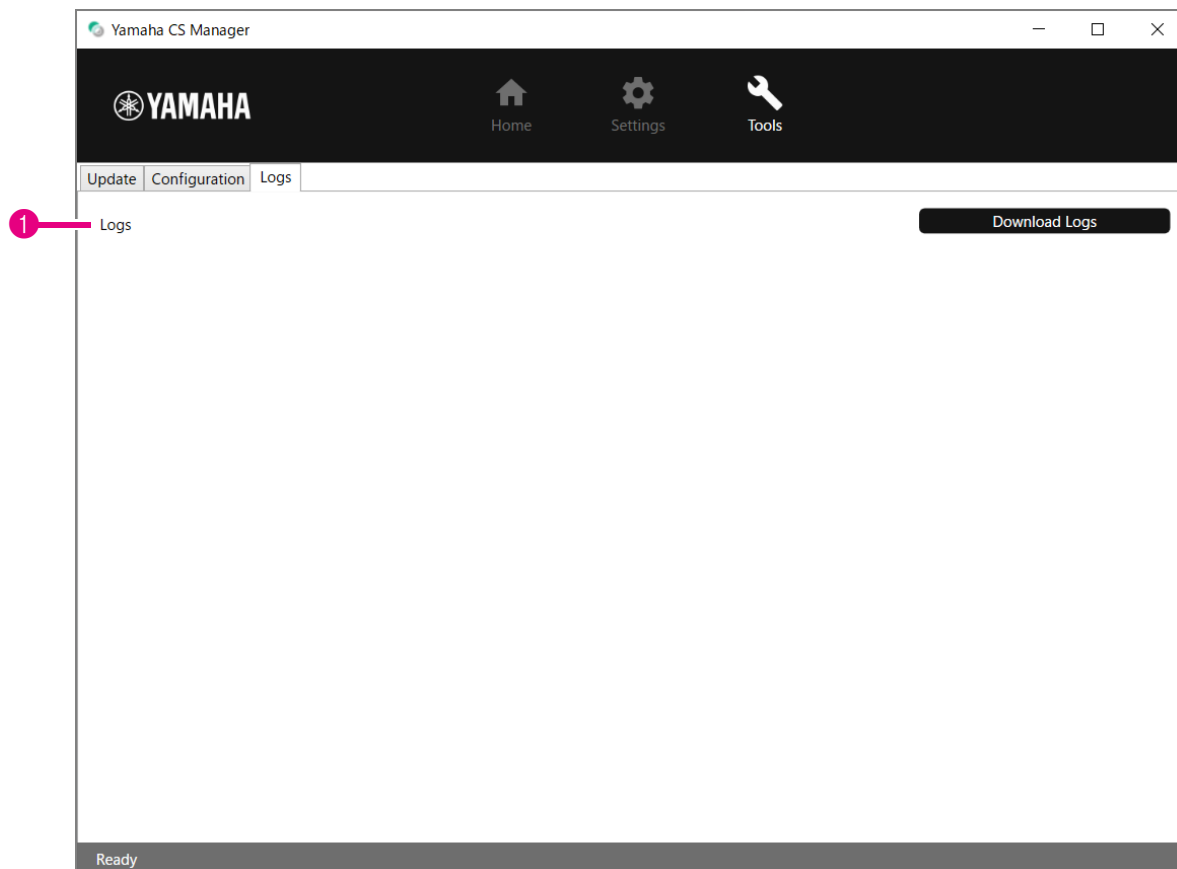 Yamaha CS Manager
YAMAHA
Home Settings Tools
Update Configuration Logs
1 Logs Download Logs
Ready